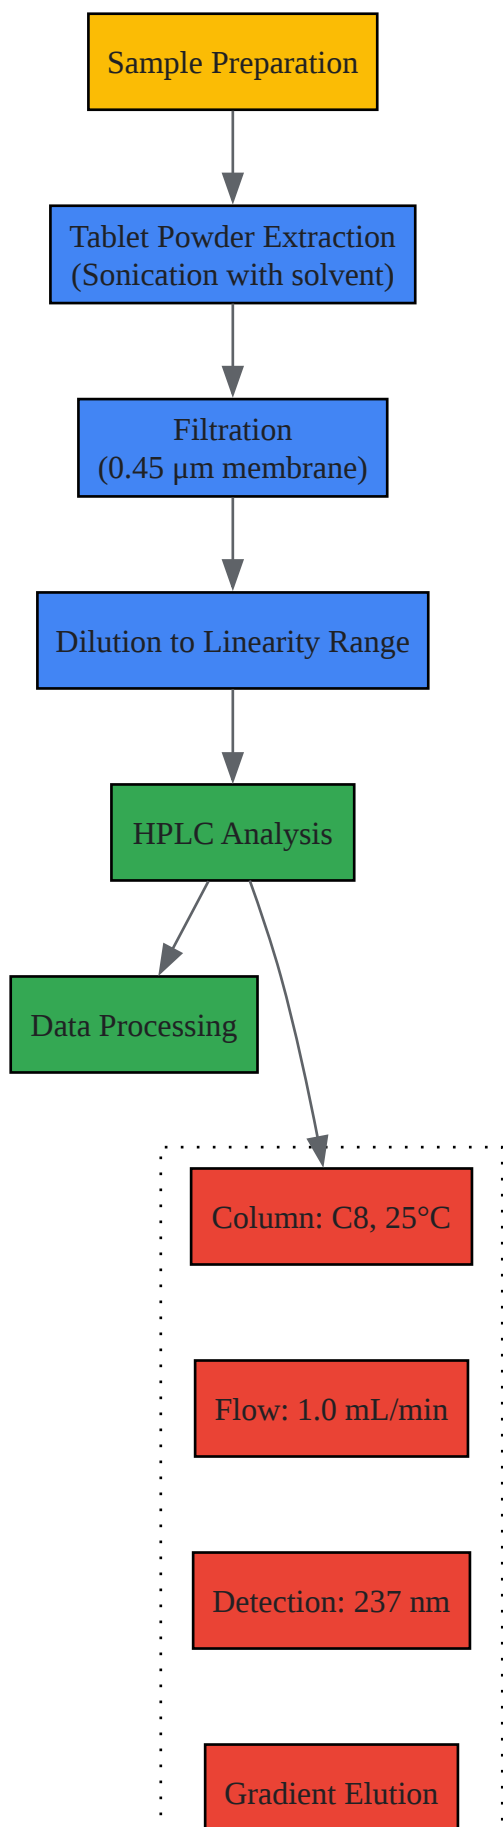 Sample Preparation
Tablet Powder Extraction
(Sonication with solvent)
Filtration
(0.45 μm membrane)
Dilution to Linearity Range
HPLC Analysis
Data Processing
Column: C8, 25°C
Flow: 1.0 mL/min
Detection: 237 nm
Gradient Elution